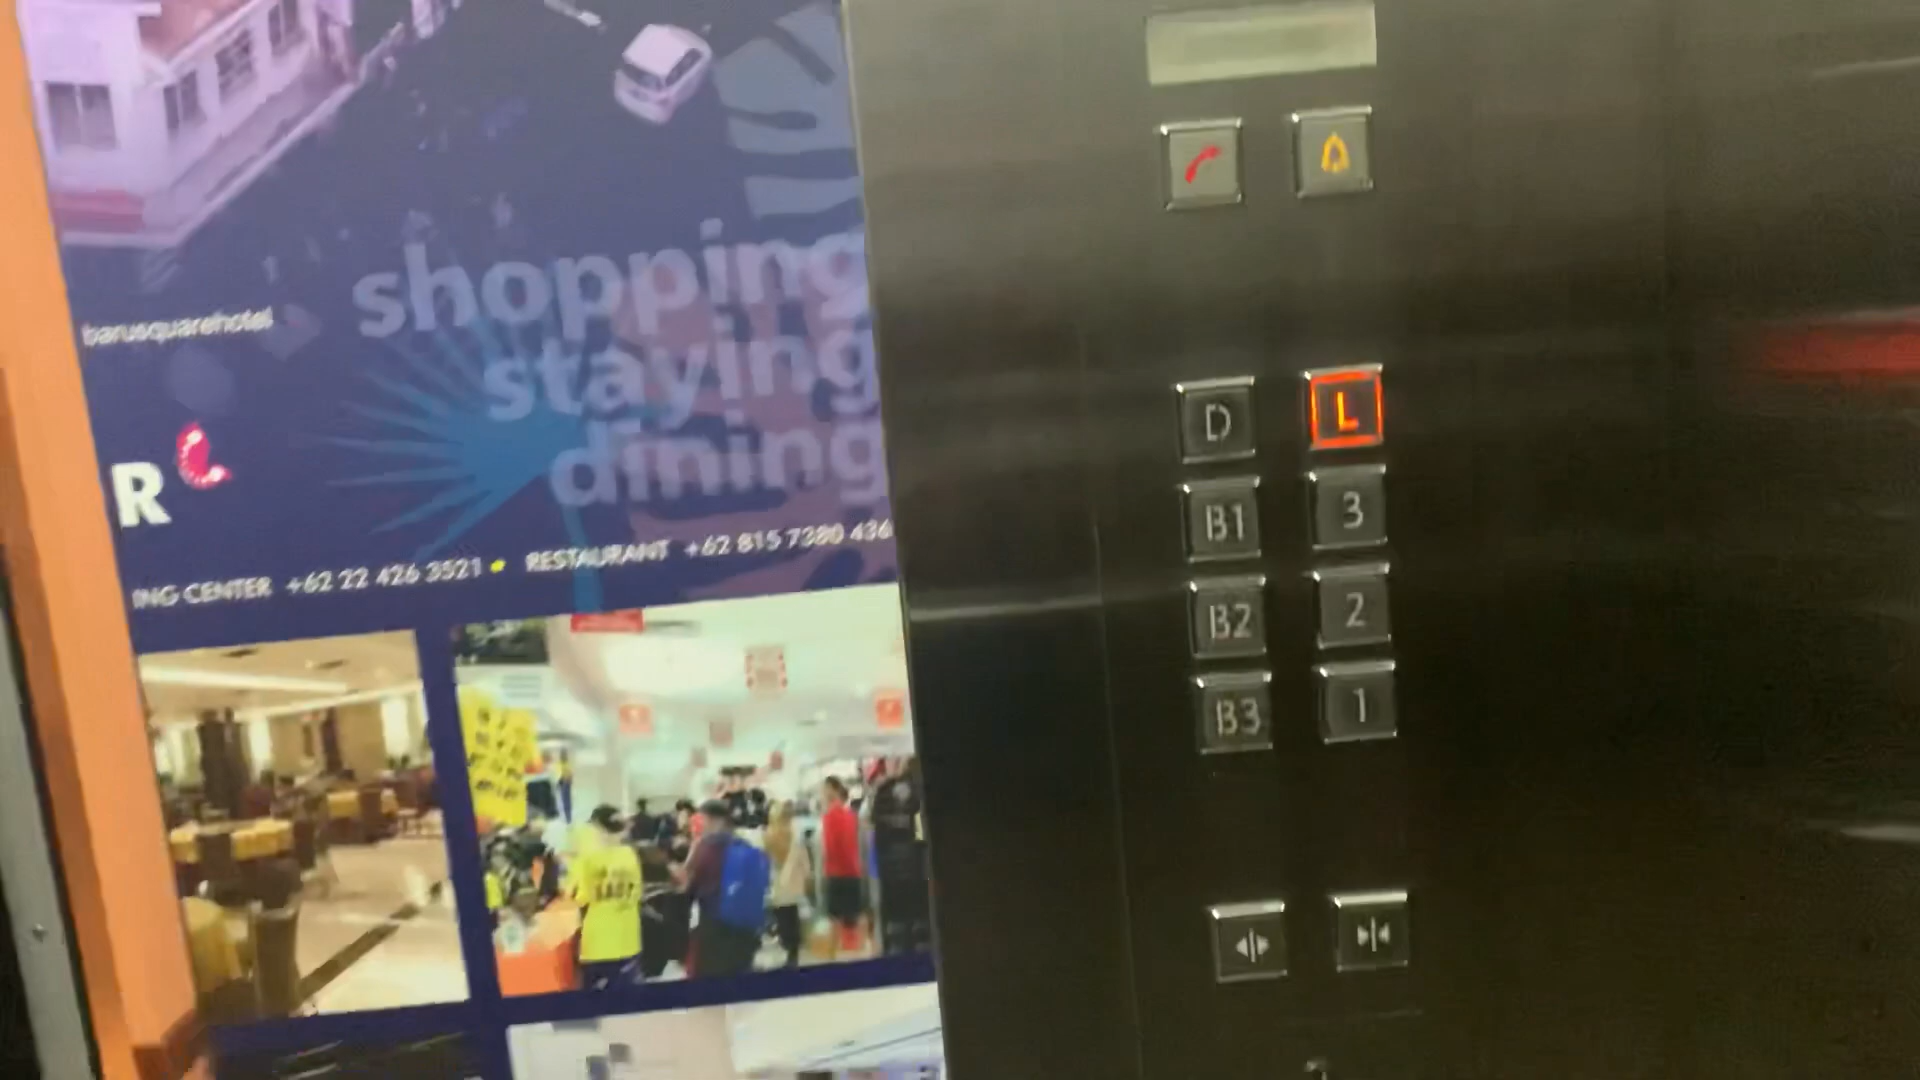 shopping
staying
dining
barusquarehotel
R
ING CENTER +62 22 426 3521 • RESTAURANT +62 815 7380 436
D L
B1 3
B2 2
B3 1